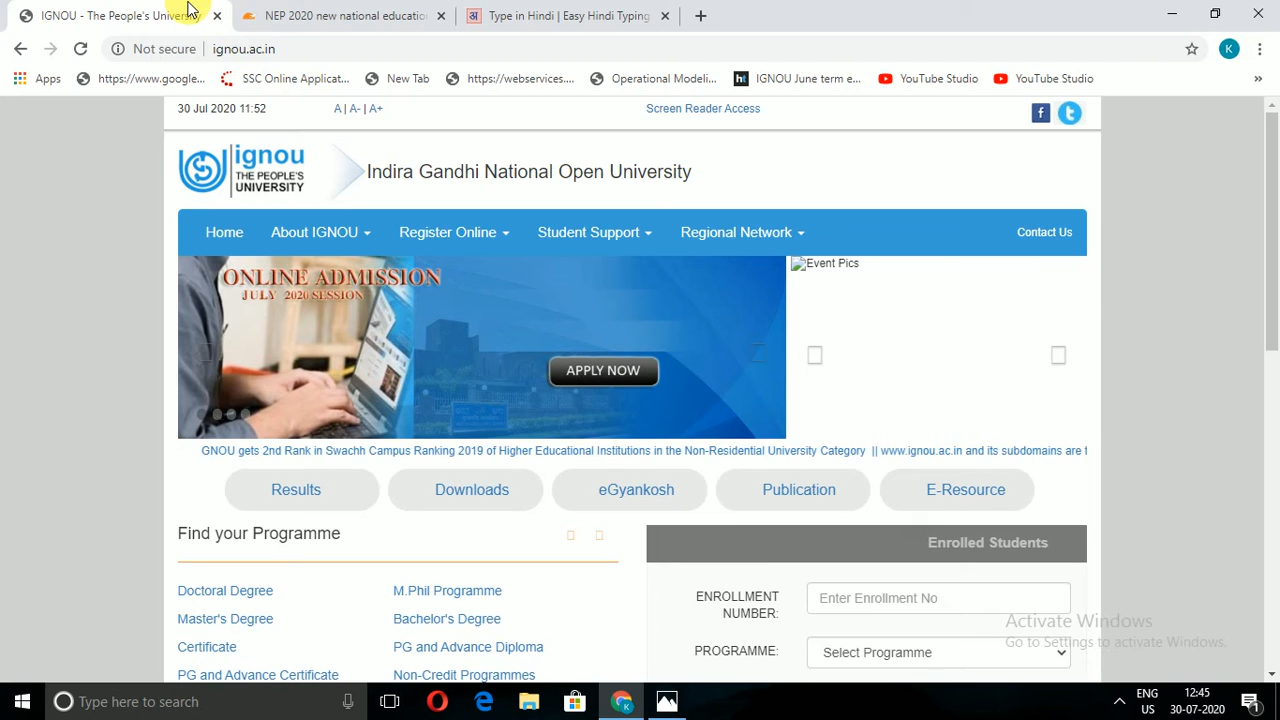 IGNOU - The People's University
NEP 2020 new national education
Type in Hindi | Easy Hindi Typing
Not secure
ignou.ac.in
K
Apps
https://www.google...
SSC Online Applicat...
New Tab
https://webservices....
Operational Modeli...
ht
IGNOU June term e...
YouTube Studio
YouTube Studio
»
30 Jul 2020 11:52
A | A- | A+
Screen Reader Access
ignou
THE PEOPLE'S
UNIVERSITY
Indira Gandhi National Open University
Home
About IGNOU
Register Online
Student Support
Regional Network
Contact Us
ONLINE ADMISSION
JULY 2020 SESSION
APPLY NOW
Event Pics
GNOU gets 2nd Rank in Swachh Campus Ranking 2019 of Higher Educational Institutions in the Non-Residential University Category || www.ignou.ac.in and its subdomains are f
Results
Downloads
eGyankosh
Publication
E-Resource
Find your Programme
Enrolled Students
Doctoral Degree
M.Phil Programme
Master's Degree
Bachelor's Degree
Certificate
PG and Advance Diploma
PG and Advance Certificate
Non-Credit Programmes
ENROLLMENT
NUMBER:
Enter Enrollment No
PROGRAMME:
Select Programme
Activate Windows
Go to Settings to activate Windows.
Type here to search
K
ENG
US
12:45
30-07-2020
1